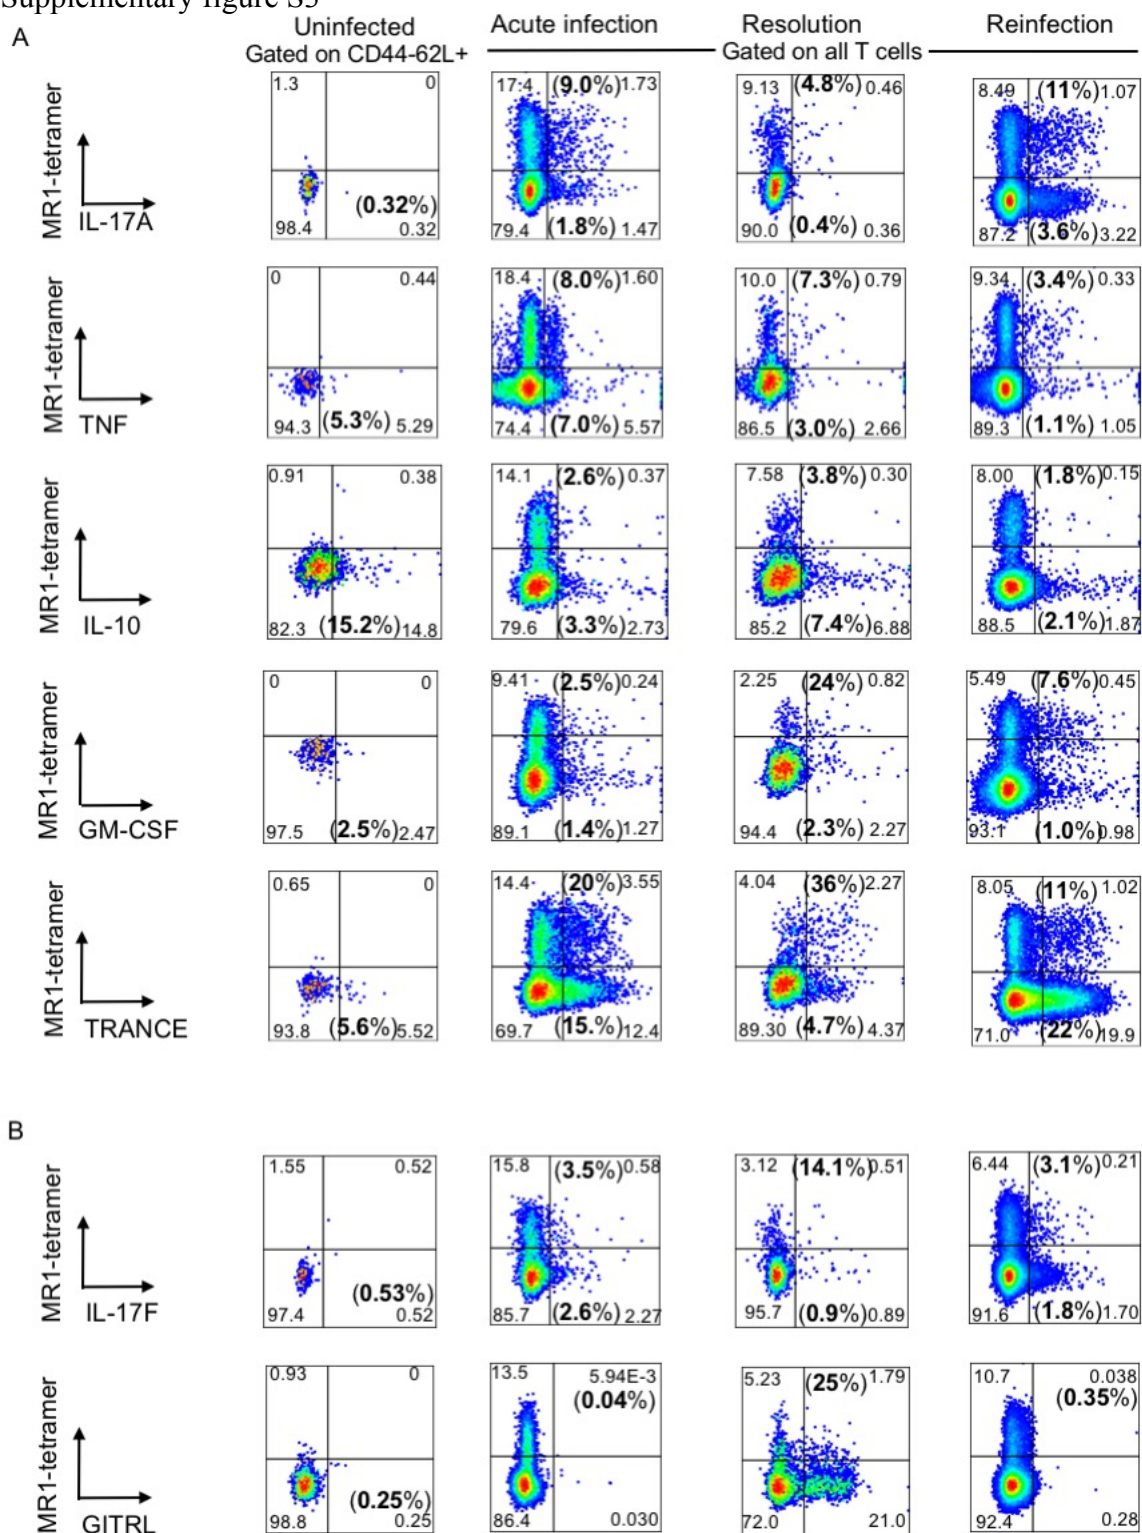 Supplementary figure S3
A
Uninfected
Gated on CD44-62L+
Acute infection
Resolution
Gated on all T cells
Reinfection
MR1-tetramer
IL-17A
1.3 0
(0.32%)
98.4 0.32
17.4 (9.0%) 1.73
79.4 (1.8%) 1.47
9.13 (4.8%) 0.46
90.0 (0.4%) 0.36
8.49 (11%) 1.07
87.2 (3.6%) 3.22
MR1-tetramer
TNF
0 0.44
94.3 (5.3%) 5.29
18.4 (8.0%) 1.60
74.4 (7.0%) 5.57
10.0 (7.3%) 0.79
86.5 (3.0%) 2.66
9.34 (3.4%) 0.33
89.3 (1.1%) 1.05
MR1-tetramer
IL-10
0.91 0.38
82.3 (15.2%) 14.8
14.1 (2.6%) 0.37
79.6 (3.3%) 2.73
7.58 (3.8%) 0.30
85.2 (7.4%) 6.88
8.00 (1.8%) 0.15
88.5 (2.1%) 1.87
MR1-tetramer
GM-CSF
0 0
97.5 (2.5%) 2.47
9.41 (2.5%) 0.24
89.1 (1.4%) 1.27
2.25 (24%) 0.82
94.4 (2.3%) 2.27
5.49 (7.6%) 0.45
93.1 (1.0%) 0.98
MR1-tetramer
TRANCE
0.65 0
93.8 (5.6%) 5.52
14.4 (20%) 3.55
69.7 (15.%) 12.4
4.04 (36%) 2.27
89.30 (4.7%) 4.37
8.05 (11%) 1.02
71.0 (22%) 19.9
B
MR1-tetramer
IL-17F
1.55 0.52
(0.53%)
97.4 0.52
15.8 (3.5%) 0.58
85.7 (2.6%) 2.27
3.12 (14.1%) 0.51
95.7 (0.9%) 0.89
6.44 (3.1%) 0.21
91.6 (1.8%) 1.70
MR1-tetramer
GITRL
0.93 0
(0.25%)
98.8 0.25
13.5 5.94E-3
(0.04%)
86.4 0.030
5.23 (25%) 1.79
72.0 21.0
10.7 0.038
(0.35%)
92.4 0.28